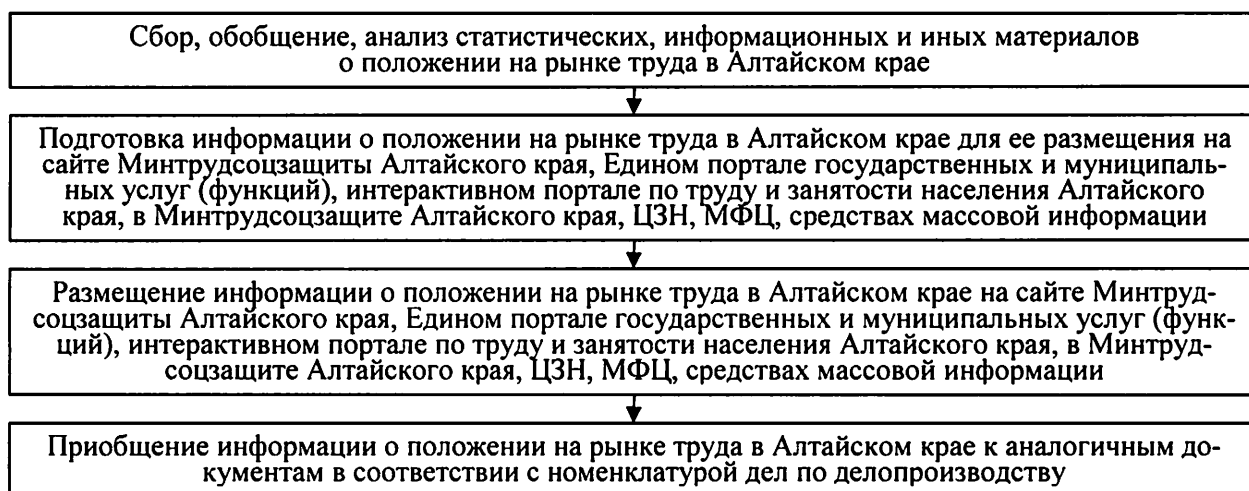 Сбор, обобщение, анализ статистических, информационных и иных материалов
о положении на рынке труда в Алтайском крае
Подготовка информации о положении на рынке труда в Алтайском крае для ее размещения на
сайте Минтрудсоцзащиты Алтайского края, Едином портале государственных и муниципаль-
ных услуг (функций), интерактивном портале по труду и занятости населения Алтайского
края, в Минтрудсоцзащите Алтайского края, ЦЗН, МФЦ, средствах массовой информации
Размещение информации о положении на рынке труда в Алтайском крае на сайте Минтруд-
соцзащиты Алтайского края, Едином портале государственных и муниципальных услуг (функ-
ций), интерактивном портале по труду и занятости населения Алтайского края, в Минтруд-
соцзащите Алтайского края, ЦЗН, МФЦ, средствах массовой информации
Приобщение информации о положении на рынке труда в Алтайском крае к аналогичным до-
кументам в соответствии с номенклатурой дел по делопроизводству